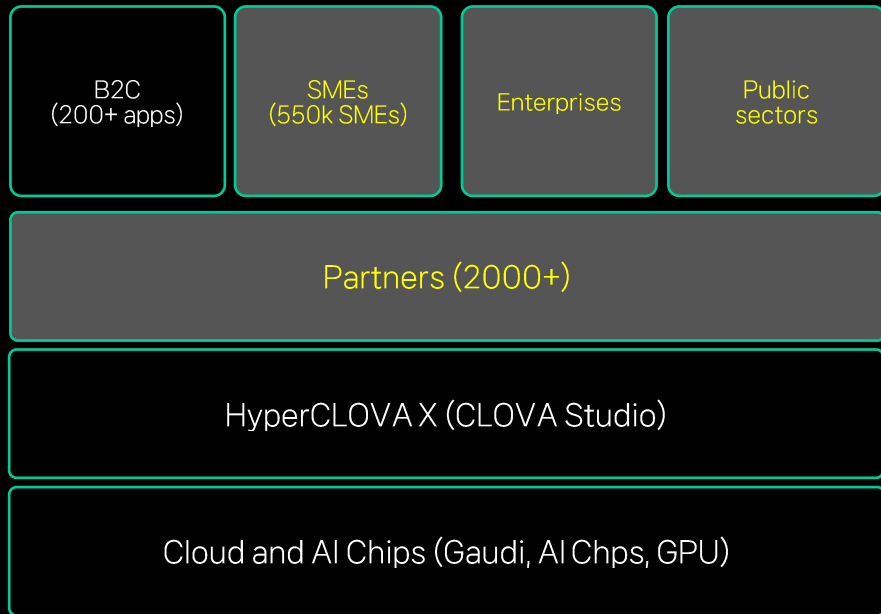 B2C
(200+ apps)
SMEs
(550k SMEs)
Enterprises
Public
sectors
Partners (2000+)
HyperCLOVA X (CLOVA Studio)
Cloud and AI Chips (Gaudi, AI Chps, GPU)